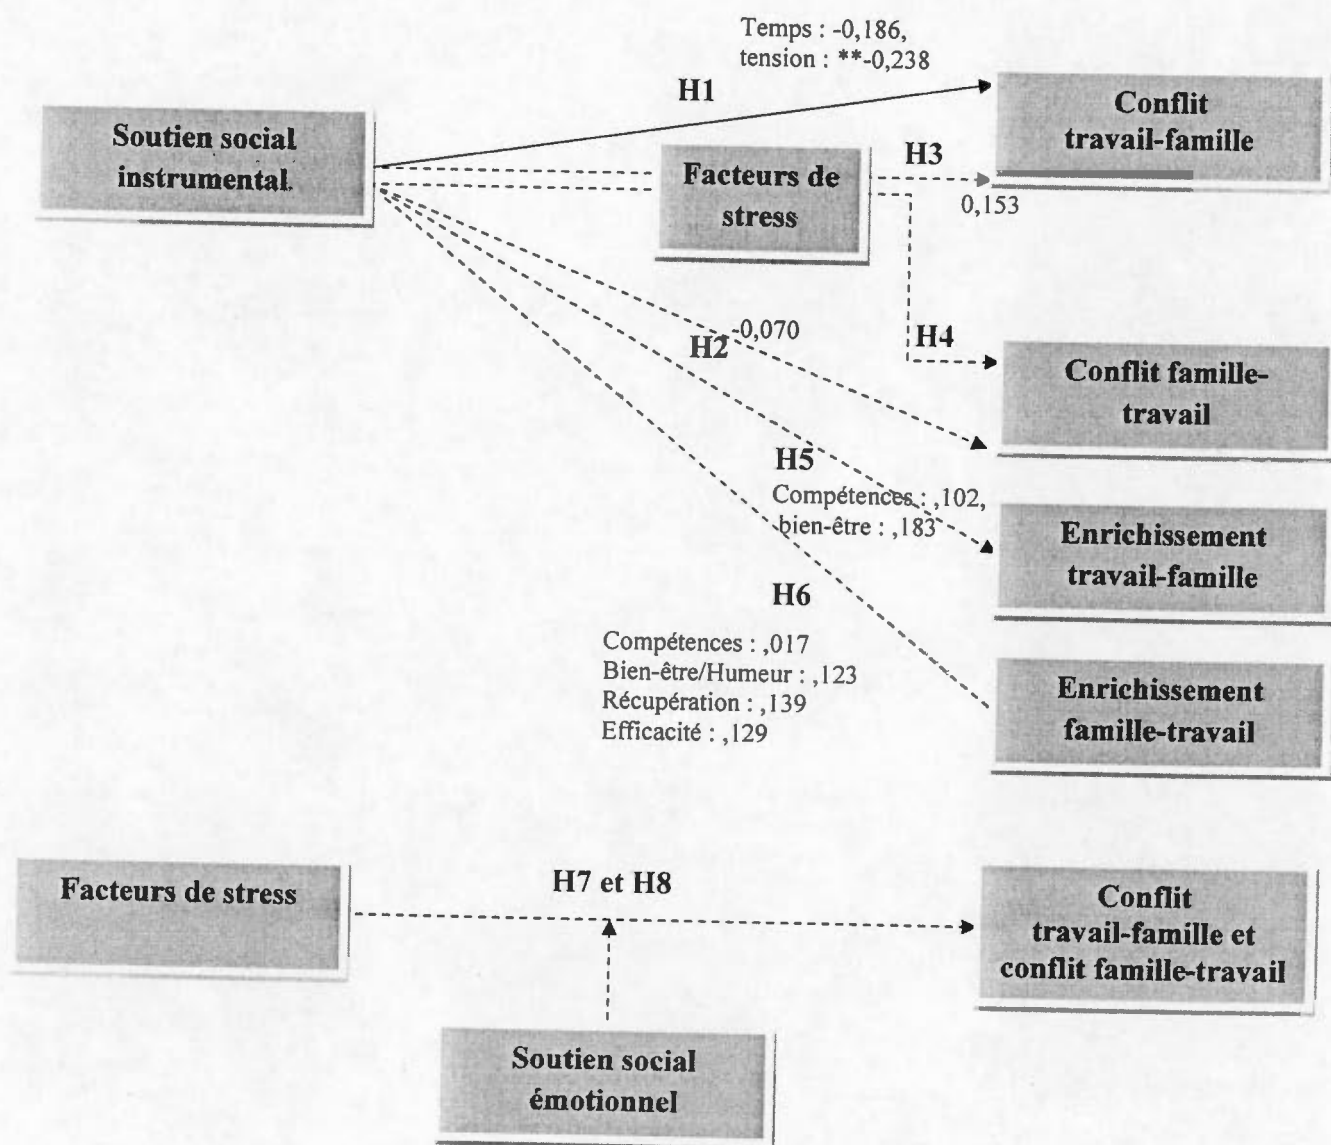 Temps : -0,186,
tension : **-0,238
H1
Conflit
travail-famille
Soutien social
instrumental.
Facteurs de
stress
H3
0,153
H2
-0,070
H4
Conflit famille-
travail
H5
Compétences : ,102,
bien-être : ,183
Enrichissement
travail-famille
H6
Compétences : ,017
Bien-être/Humeur : ,123
Récupération : ,139
Efficacité : ,129
Enrichissement
famille-travail
Facteurs de stress
H7 et H8
Conflit
travail-famille et
conflit famille-travail
Soutien social
émotionnel